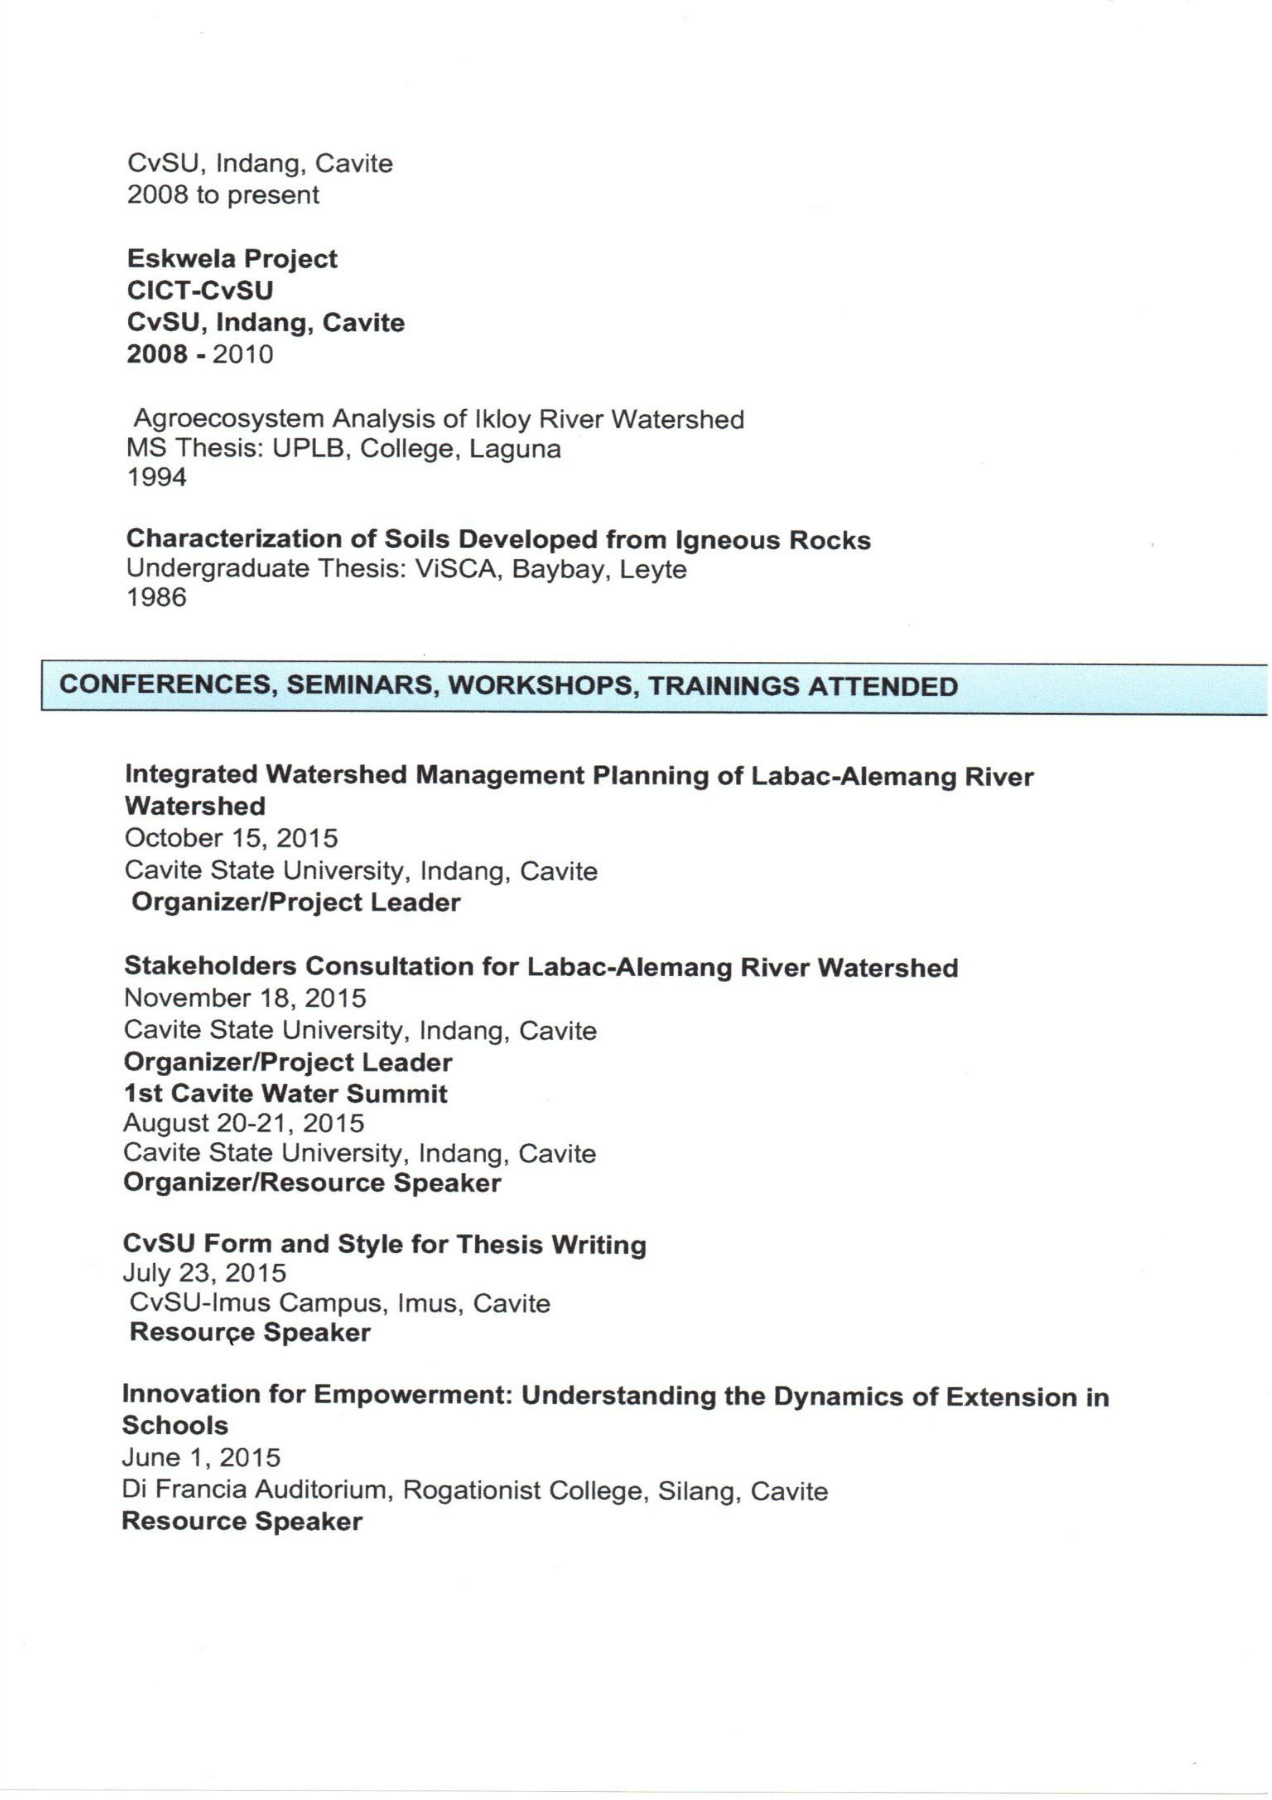 CvSU, Indang, Cavite
2008 to present
Eskwela Project
CICT-CvSU
CvSU, Indang, Cavite
2008 - 2010
Agroecosystem Analysis of Ikloy River Watershed
MS Thesis: UPLB, College, Laguna
1994
Characterization of Soils Developed from Igneous Rocks
Undergraduate Thesis: ViSCA, Baybay, Leyte
1986
CONFERENCES, SEMINARS, WORKSHOPS, TRAININGS ATTENDED
Integrated Watershed Management Planning of Labac-Alemang River
Watershed
October 15, 2015
Cavite State University, Indang, Cavite
Organizer/Project Leader
Stakeholders Consultation for Labac-Alemang River Watershed
November 18, 2015
Cavite State University, Indang, Cavite
Organizer/Project Leader
1st Cavite Water Summit
August 20-21, 2015
Cavite State University, Indang, Cavite
Organizer/Resource Speaker
CvSU Form and Style for Thesis Writing
July 23, 2015
CvSU-Imus Campus, Imus, Cavite
Resource Speaker
Innovation for Empowerment: Understanding the Dynamics of Extension in
Schools
June 1, 2015
Di Francia Auditorium, Rogationist College, Silang, Cavite
Resource Speaker